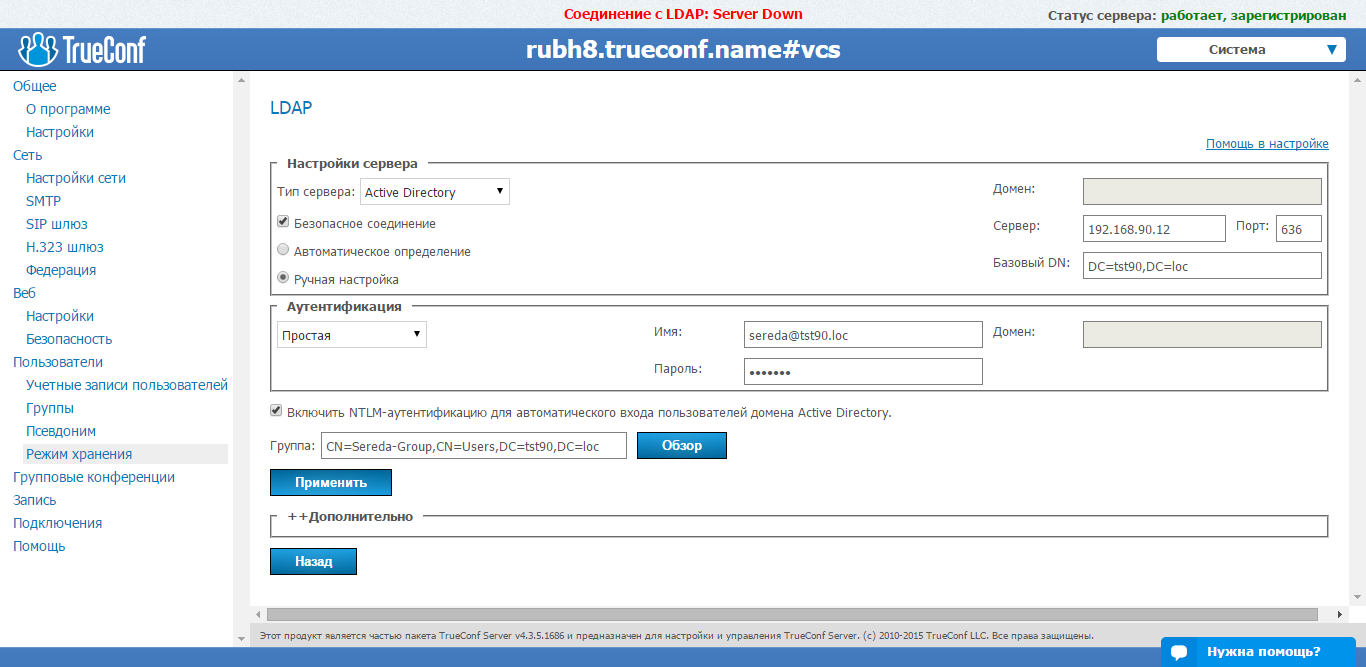 Соединение с LDAP: Server Down
Статус сервера: работает, зарегистрирован
TrueConf
rubh8.trueconf.name#vcs
Система
Общее
О программе
Настройки
Сеть
Настройки сети
SMTP
SIP шлюз
H.323 шлюз
Федерация
Веб
Настройки
Безопасность
Пользователи
Учетные записи пользователей
Группы
Псевдоним
Режим хранения
Групповые конференции
Запись
Подключения
Помощь
LDAP
Помощь в настройке
Настройки сервера
Тип сервера: Active Directory
Домен:
Безопасное соединение
Сервер: 192.168.90.12 Порт: 636
Автоматическое определение
Базовый DN: DC=tst90,DC=loc
Ручная настройка
Аутентификация
Простая
Имя: sereda@tst90.loc
Домен:
Пароль: •••••••
Включить NTLM-аутентификацию для автоматического входа пользователей домена Active Directory.
Группа: CN=Sereda-Group,CN=Users,DC=tst90,DC=loc Обзор
Применить
++Дополнительно
Назад
Этот продукт является частью пакета TrueConf Server v4.3.5.1686 и предназначен для настройки и управления TrueConf Server. (c) 2010-2015 TrueConf LLC. Все права защищены.
Нужна помощь?